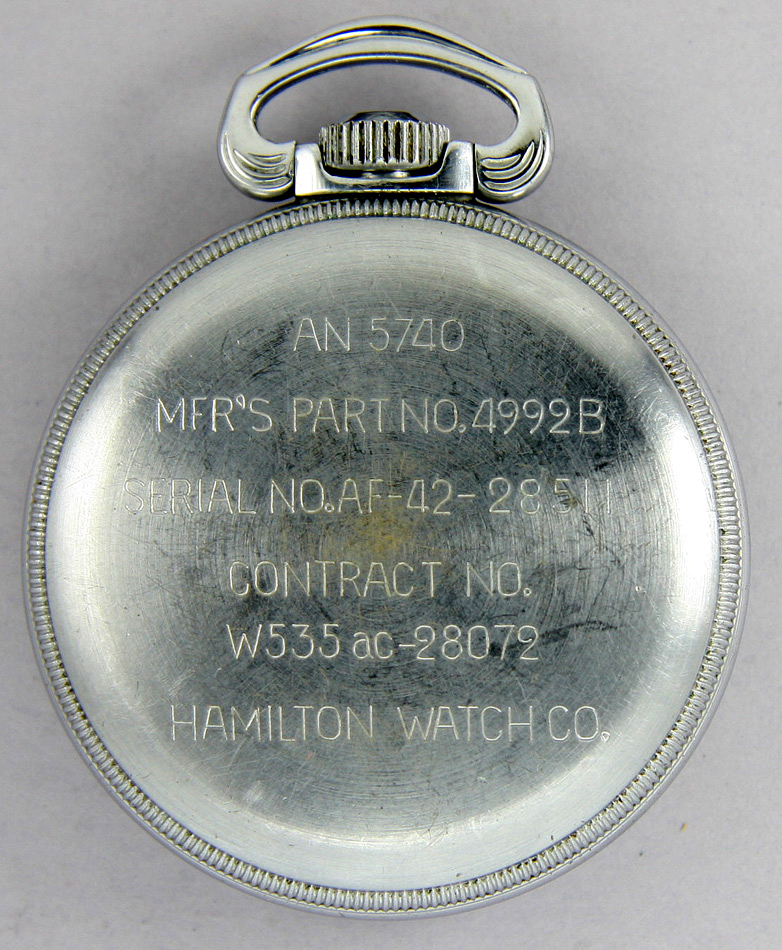 AN 5740
MFR'S PART NO. 4992B
SERIAL NO. AF-42-28511
CONTRACT NO.
W535 ac-28072
HAMILTON WATCH CO.